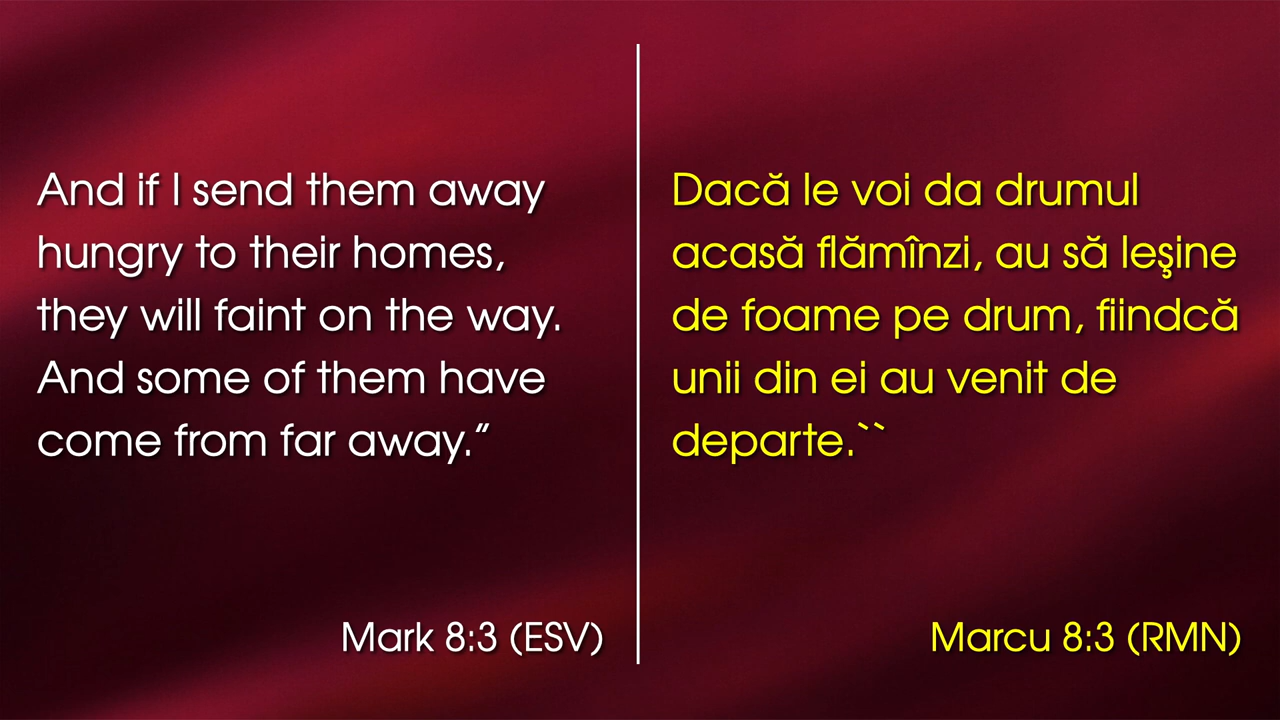 And if I send them away
hungry to their homes,
they will faint on the way.
And some of them have
come from far away.”
Mark 8:3 (ESV)
Dacă le voi da drumul
acasă flămînzi, au să leşine
de foame pe drum, fiindcă
unii din ei au venit de
departe.``
Marcu 8:3 (RMN)